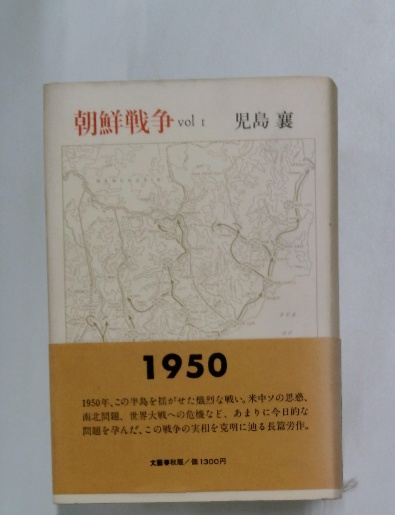 朝鮮戦争 vol 1 児島 襄
1950
1950年、この半島を揺がせた熾烈な戦い。米中ソの思惑、
南北問題、世界大戦への危機など、あまりに今日的な
問題を孕んだ、この戦争の実相を克明に辿る長篇労作。
文藝春秋版/価1300円